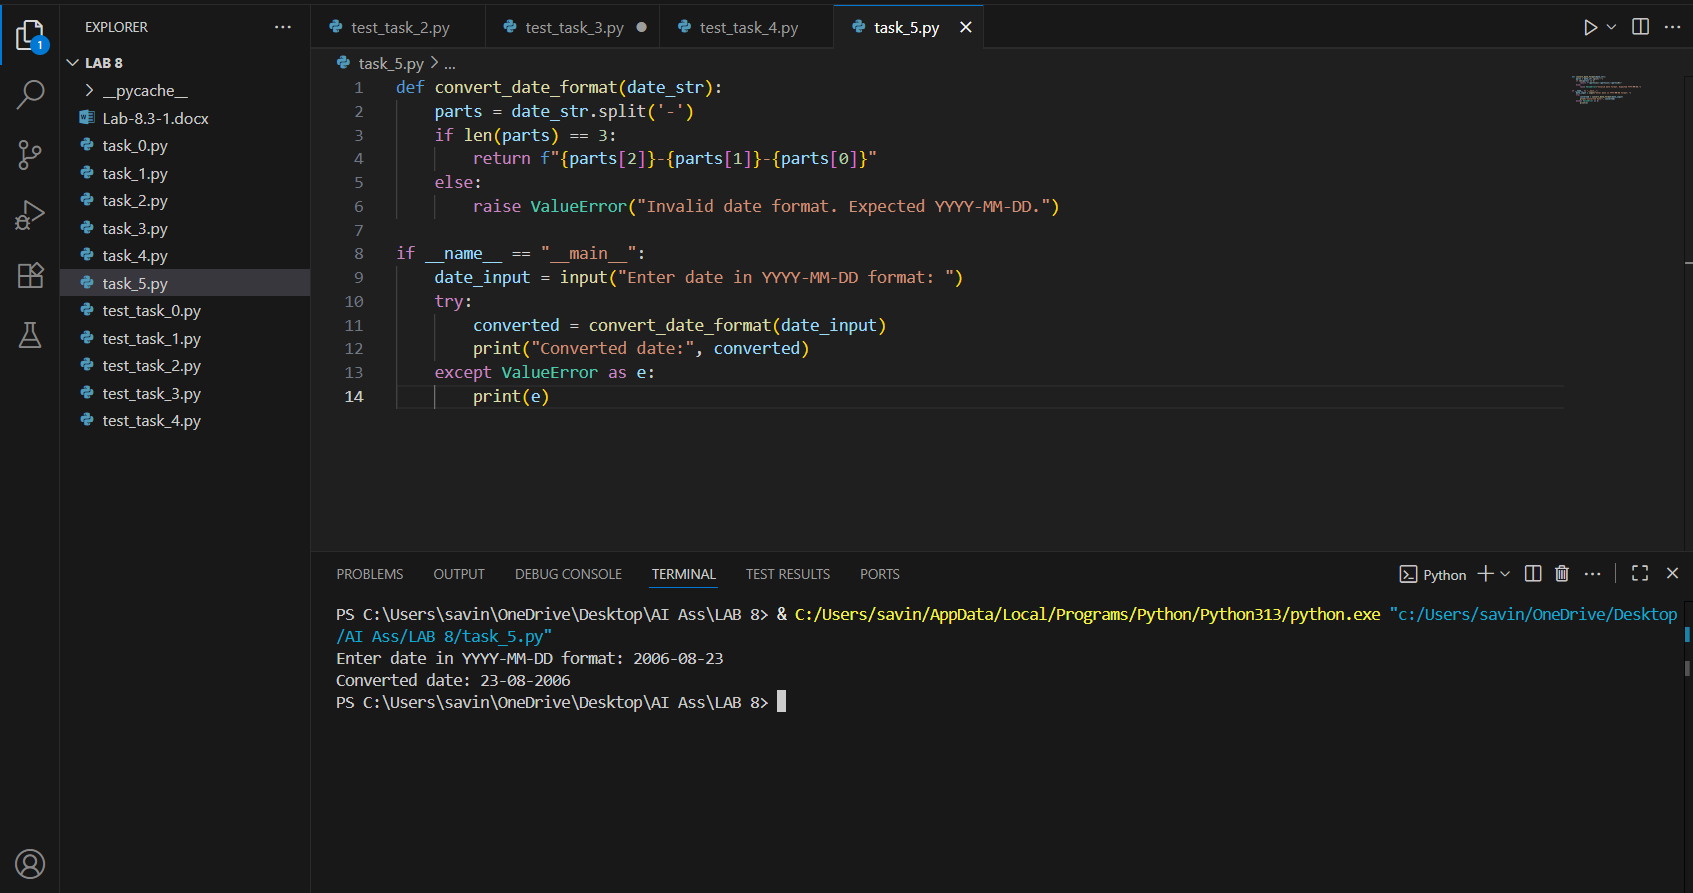 EXPLORER
LAB 8
__pycache__
Lab-8.3-1.docx
task_0.py
task_1.py
task_2.py
task_3.py
task_4.py
task_5.py
test_task_0.py
test_task_1.py
test_task_2.py
test_task_3.py
test_task_4.py
1
test_task_2.py test_task_3.py test_task_4.py task_5.py
task_5.py > ...
1 def convert_date_format(date_str):
2     parts = date_str.split('-')
3     if len(parts) == 3:
4         return f"{parts[2]}-{parts[1]}-{parts[0]}"
5     else:
6         raise ValueError("Invalid date format. Expected YYYY-MM-DD.")
7
8 if __name__ == "__main__":
9     date_input = input("Enter date in YYYY-MM-DD format: ")
10     try:
11         converted = convert_date_format(date_input)
12         print("Converted date:", converted)
13     except ValueError as e:
14         print(e)
PROBLEMS OUTPUT DEBUG CONSOLE TERMINAL TEST RESULTS PORTS
Python
PS C:\Users\savin\OneDrive\Desktop\AI Ass\LAB 8> & C:/Users/savin/AppData/Local/Programs/Python/Python313/python.exe "c:/Users/savin/OneDrive/Desktop
/AI Ass/LAB 8/task_5.py"
Enter date in YYYY-MM-DD format: 2006-08-23
Converted date: 23-08-2006
PS C:\Users\savin\OneDrive\Desktop\AI Ass\LAB 8>